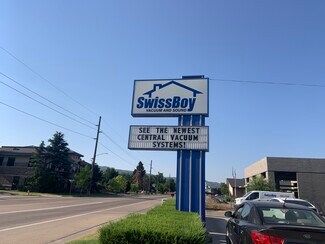 SwissBoy
VACUUM AND SOUND
SEE THE NEWEST
CENTRAL VACUUM
SYSTEMS!